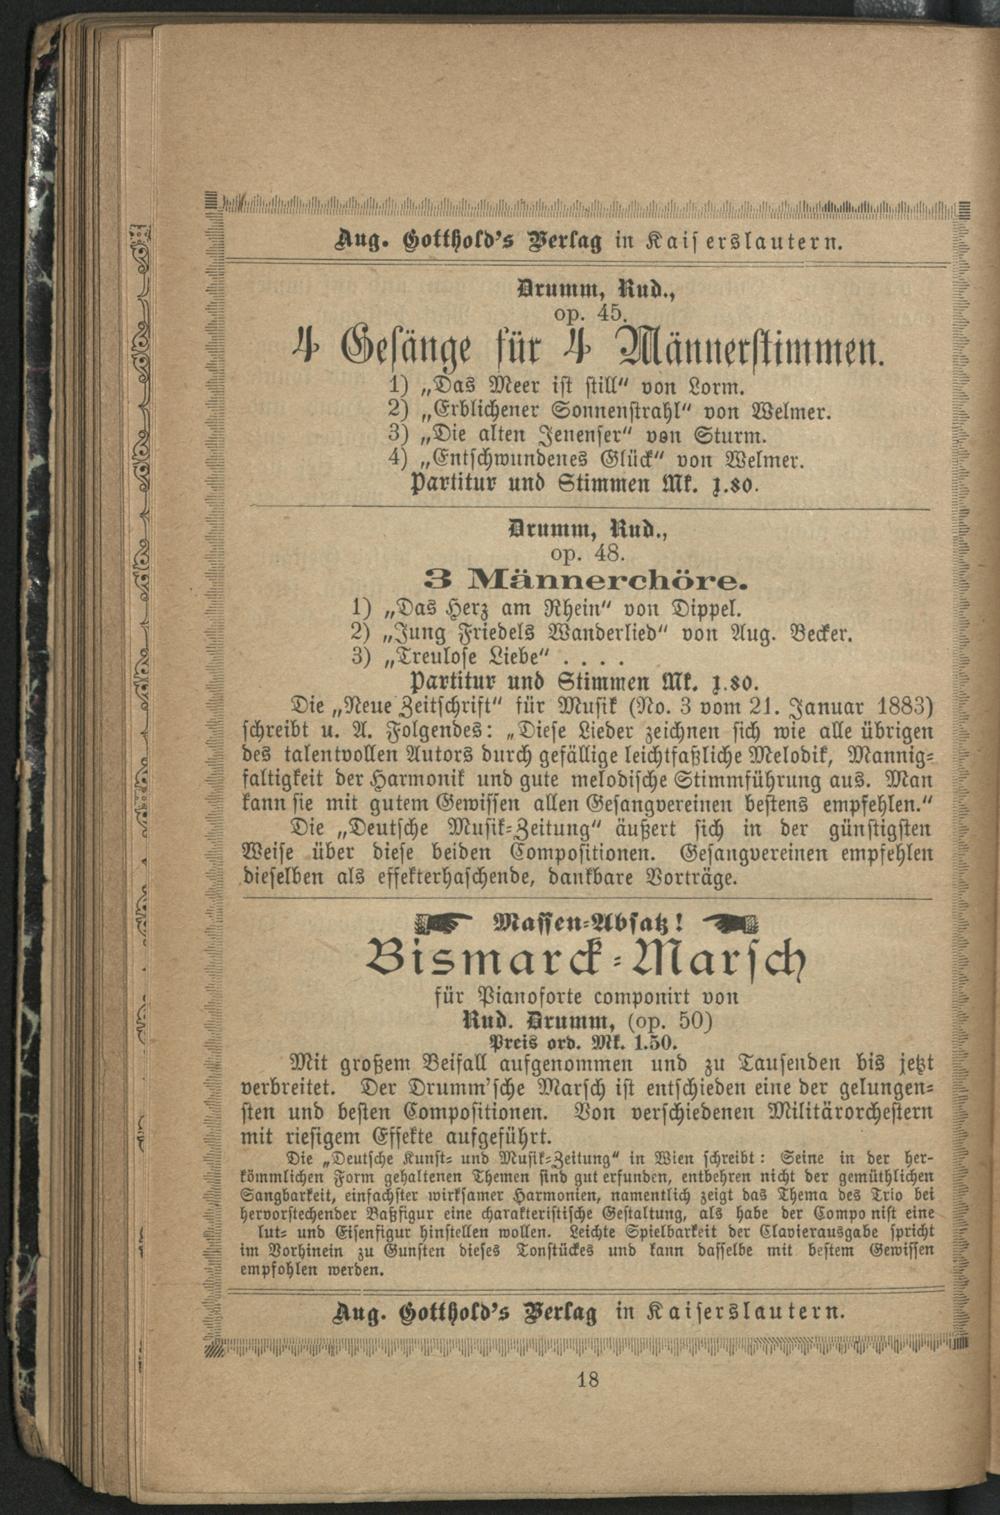 Aug. Gotthold's Verlag in Kaiserslautern.
Drumm, Rud.,
op. 45.
4 Gesänge für 4 Männerstimmen.
1) „Das Meer ist still“ von Lorm.
2) „Erblichener Sonnenstrahl“ von Welmer.
3) „Die alten Jenenser“ von Sturm.
4) „Entschwundenes Glück“ von Welmer.
Partitur und Stimmen Mk. 1.80.
Drumm, Rud.,
op. 48.
3 Männerchöre.
1) „Das Herz am Rhein“ von Dippel.
2) „Jung Friedels Wanderlied“ von Aug. Becker.
3) „Treulose Liebe“ . . . .
Partitur und Stimmen Mk. 1.80.
Die „Neue Zeitschrift“ für Musik (No. 3 vom 21. Januar 1883)
schreibt u. A. Folgendes: „Diese Lieder zeichnen sich wie alle übrigen
des talentvollen Autors durch gefällige leichtfaßliche Melodik, Mannig-
faltigkeit der Harmonik und gute melodische Stimmführung aus. Man
kann sie mit gutem Gewissen allen Gesangvereinen bestens empfehlen.“
Die „Deutsche Musik-Zeitung“ äußert sich in der günstigsten
Weise über diese beiden Compositionen. Gesangvereinen empfehlen
dieselben als effekterhaschende, dankbare Vorträge.
Massen-Absatz!
Bismarck-Marsch
für Pianoforte componirt von
Rud. Drumm, (op. 50)
Preis ord. Mk. 1.50.
Mit großem Beifall aufgenommen und zu Tausenden bis jetzt
verbreitet. Der Drumm'sche Marsch ist entschieden eine der gelungen-
sten und besten Compositionen. Von verschiedenen Militärorchestern
mit riesigem Effekte aufgeführt.
Die „Deutsche Kunst- und Musik-Zeitung“ in Wien schreibt: Seine in der her-
kömmlichen Form gehaltenen Themen sind gut erfunden, entbehren nicht der gemüthlichen
Sangbarkeit, einfachster wirksamer Harmonien, namentlich zeigt das Thema des Trio bei
hervorstechender Baßfigur eine charakteristische Gestaltung, als habe der Compo nist eine
lut- und Eisenfigur hinstellen wollen. Leichte Spielbarkeit der Clavierausgabe spricht
im Vorhinein zu Gunsten dieses Tonstückes und kann dasselbe mit bestem Gewissen
empfohlen werden.
Aug. Gotthold's Verlag in Kaiserslautern.
18